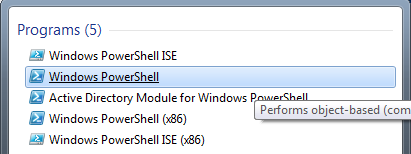 Programs (5)
Windows PowerShell ISE
Windows PowerShell
Active Directory Module for Windows PowerShell
Performs object-based (com
Windows PowerShell (x86)
Windows PowerShell ISE (x86)